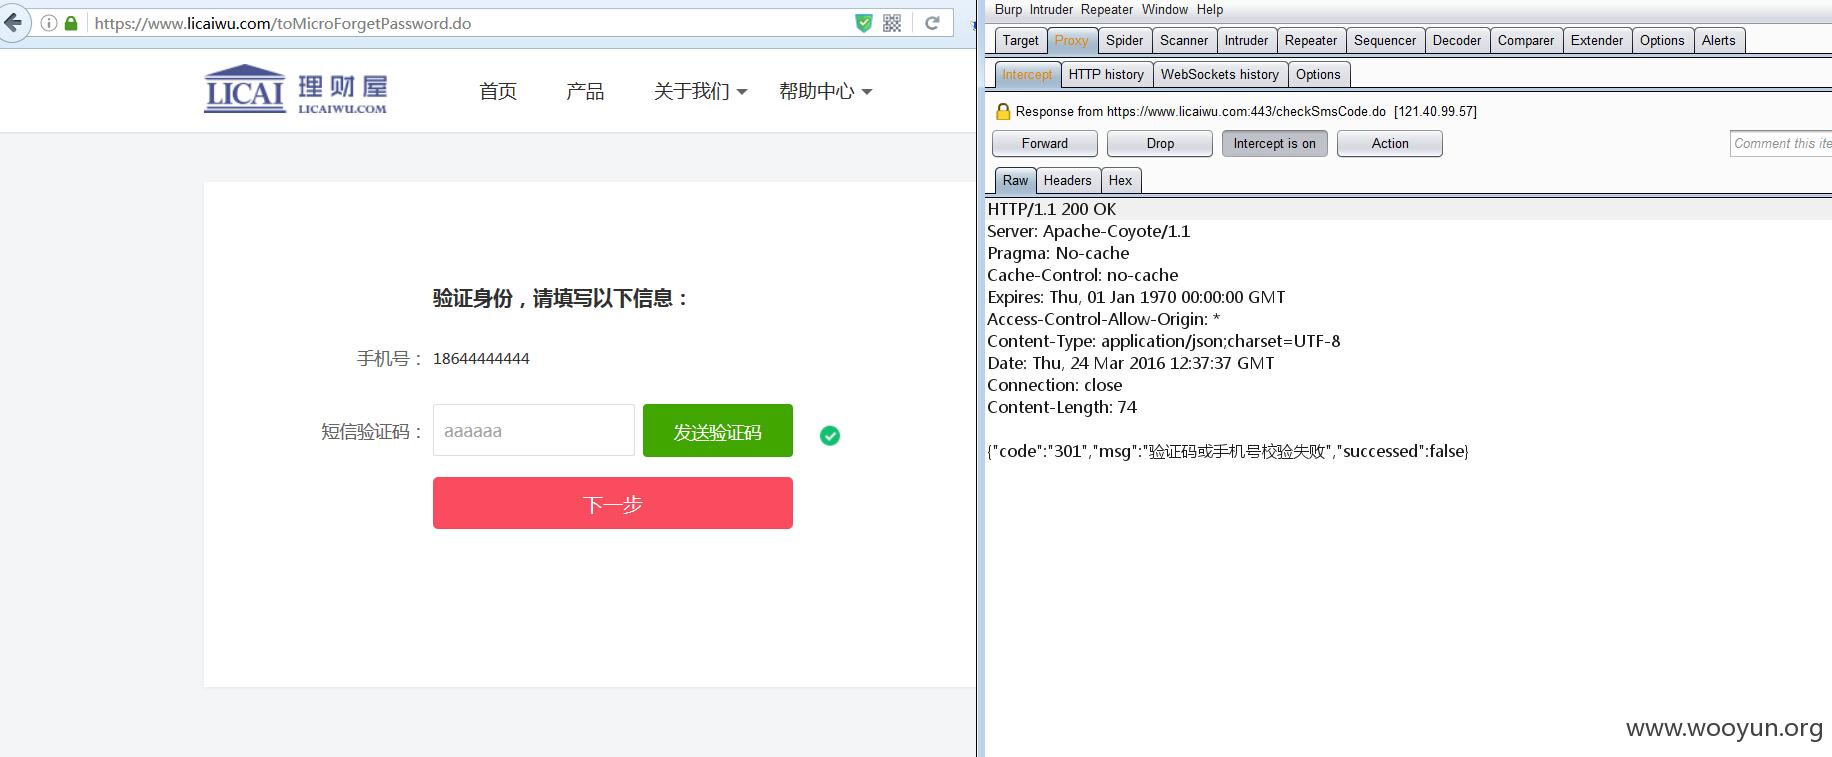 https://www.licaiwu.com/toMicroForgetPassword.do
LICAI 理财屋
LICAIWU.COM
首页 产品 关于我们 帮助中心
验证身份，请填写以下信息：
手机号： 18644444444
短信验证码： aaaaaa 发送验证码
下一步
Burp Intruder Repeater Window Help
Target Proxy Spider Scanner Intruder Repeater Sequencer Decoder Comparer Extender Options Alerts
Intercept HTTP history WebSockets history Options
Response from https://www.licaiwu.com:443/checkSmsCode.do [121.40.99.57]
Forward Drop Intercept is on Action Comment this ite
Raw Headers Hex
HTTP/1.1 200 OK
Server: Apache-Coyote/1.1
Pragma: No-cache
Cache-Control: no-cache
Expires: Thu, 01 Jan 1970 00:00:00 GMT
Access-Control-Allow-Origin: *
Content-Type: application/json;charset=UTF-8
Date: Thu, 24 Mar 2016 12:37:37 GMT
Connection: close
Content-Length: 74
{"code":"301","msg":"验证码或手机号校验失败","successed":false}
www.wooyun.org